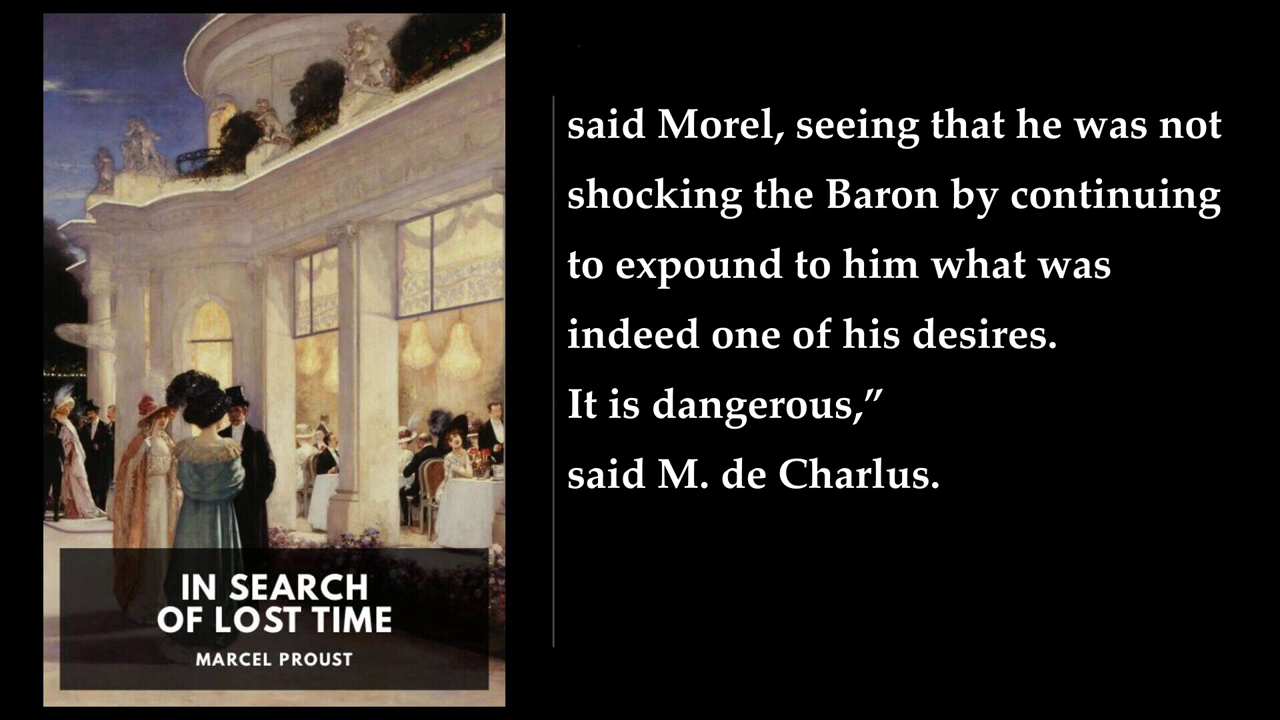 said Morel, seeing that he was not
shocking the Baron by continuing
to expound to him what was
indeed one of his desires.
It is dangerous,”
said M. de Charlus.
IN SEARCH
OF LOST TIME
MARCEL PROUST